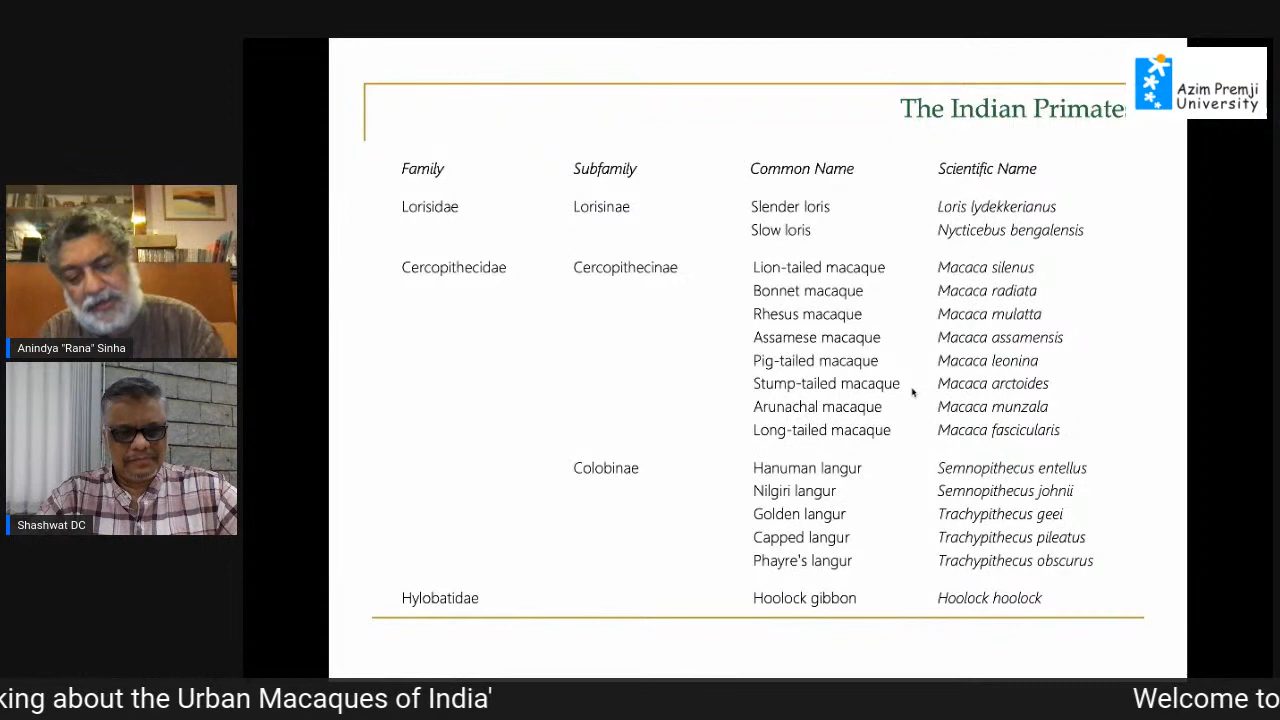 The Indian Primates
Azim Premji
University
Family Subfamily Common Name Scientific Name
Lorisidae Lorisinae Slender loris Loris lydekkerianus
Slow loris Nycticebus bengalensis
Cercopithecidae Cercopithecinae Lion-tailed macaque Macaca silenus
Bonnet macaque Macaca radiata
Rhesus macaque Macaca mulatta
Assamese macaque Macaca assamensis
Pig-tailed macaque Macaca leonina
Stump-tailed macaque Macaca arctoides
Arunachal macaque Macaca munzala
Long-tailed macaque Macaca fascicularis
Colobinae Hanuman langur Semnopithecus entellus
Nilgiri langur Semnopithecus johnii
Golden langur Trachypithecus geei
Capped langur Trachypithecus pileatus
Phayre's langur Trachypithecus obscurus
Hylobatidae Hoolock gibbon Hoolock hoolock
Anindya "Rana" Sinha
Shashwat DC
king about the Urban Macaques of India' Welcome to